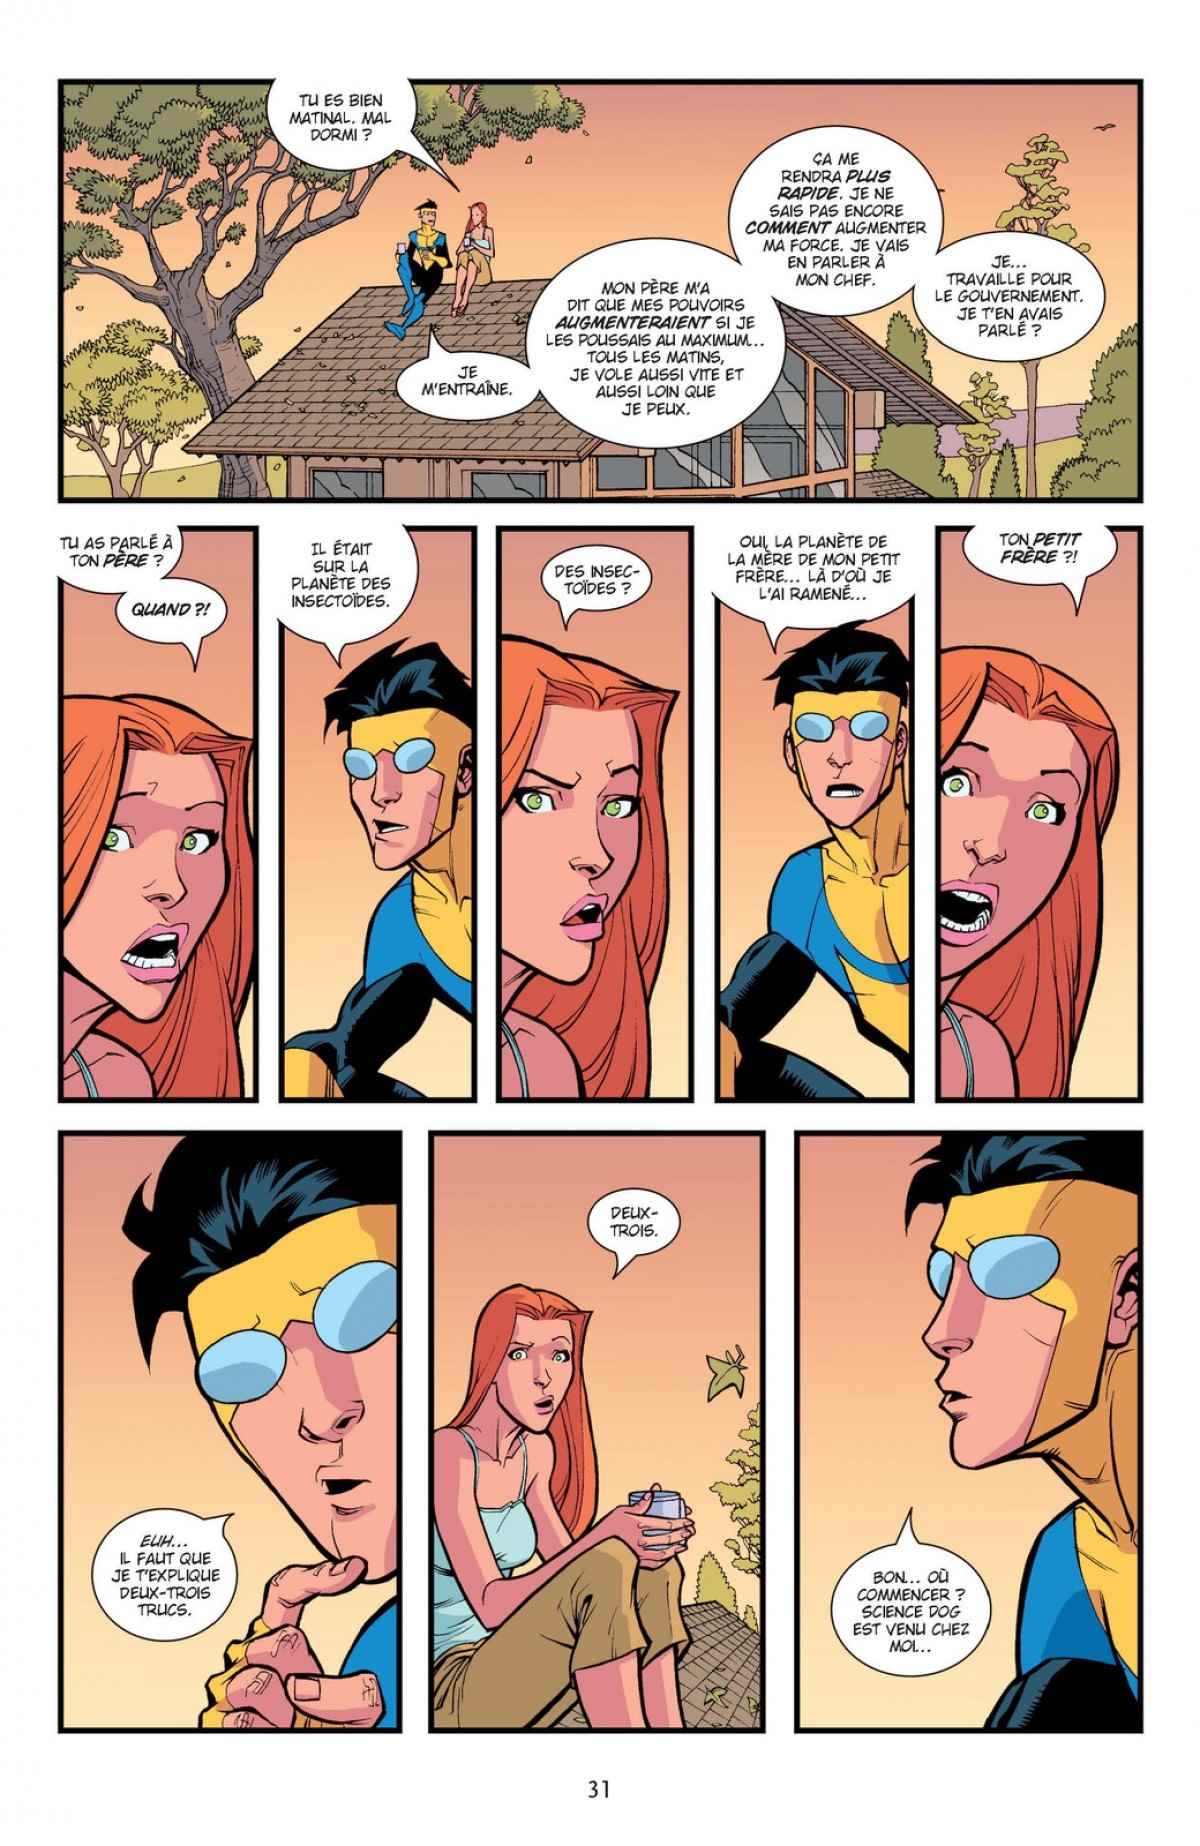 TU ES BIEN
MATINAL. MAL
DORMI ?
JE
M'ENTRAÎNE.
MON PÈRE M'A
DIT QUE MES POUVOIRS
AUGMENTERAIENT SI JE
LES POUSSAIS AU MAXIMUM...
TOUS LES MATINS,
JE VOLE AUSSI VITE ET
AUSSI LOIN QUE
JE PEUX.
ÇA ME
RENDRA PLUS
RAPIDE. JE NE
SAIS PAS ENCORE
COMMENT AUGMENTER
MA FORCE. JE VAIS
EN PARLER À
MON CHEF.
JE...
TRAVAILLE POUR
LE GOUVERNEMENT.
JE T'EN AVAIS
PARLÉ ?
TU AS PARLÉ À
TON PÈRE ?
QUAND ?!
IL ÉTAIT
SUR LA
PLANÈTE DES
INSECTOÏDES.
DES INSEC-
TOÏDES ?
OUI, LA PLANÈTE DE
LA MÈRE DE MON PETIT
FRÈRE... LÀ D'OÙ JE
L'AI RAMENÉ...
TON PETIT
FRÈRE ?!
EUH...
IL FAUT QUE
JE T'EXPLIQUE
DEUX-TROIS
TRUCS.
DEUX-
TROIS.
BON... OÙ
COMMENCER ?
SCIENCE DOG
EST VENU CHEZ
MOI...
31